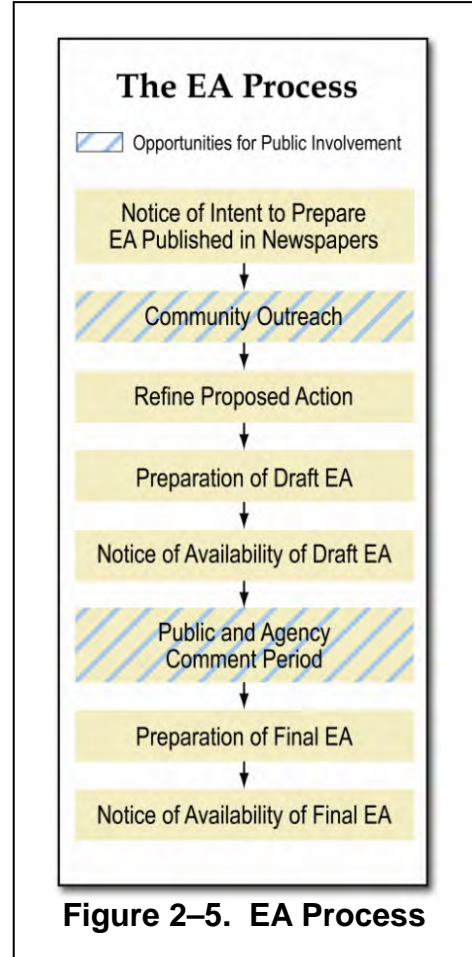 The EA Process
Opportunities for Public Involvement
Notice of Intent to Prepare
EA Published in Newspapers
Community Outreach
Refine Proposed Action
Preparation of Draft EA
Notice of Availability of Draft EA
Public and Agency
Comment Period
Preparation of Final EA
Notice of Availability of Final EA
Figure 2–5. EA Process